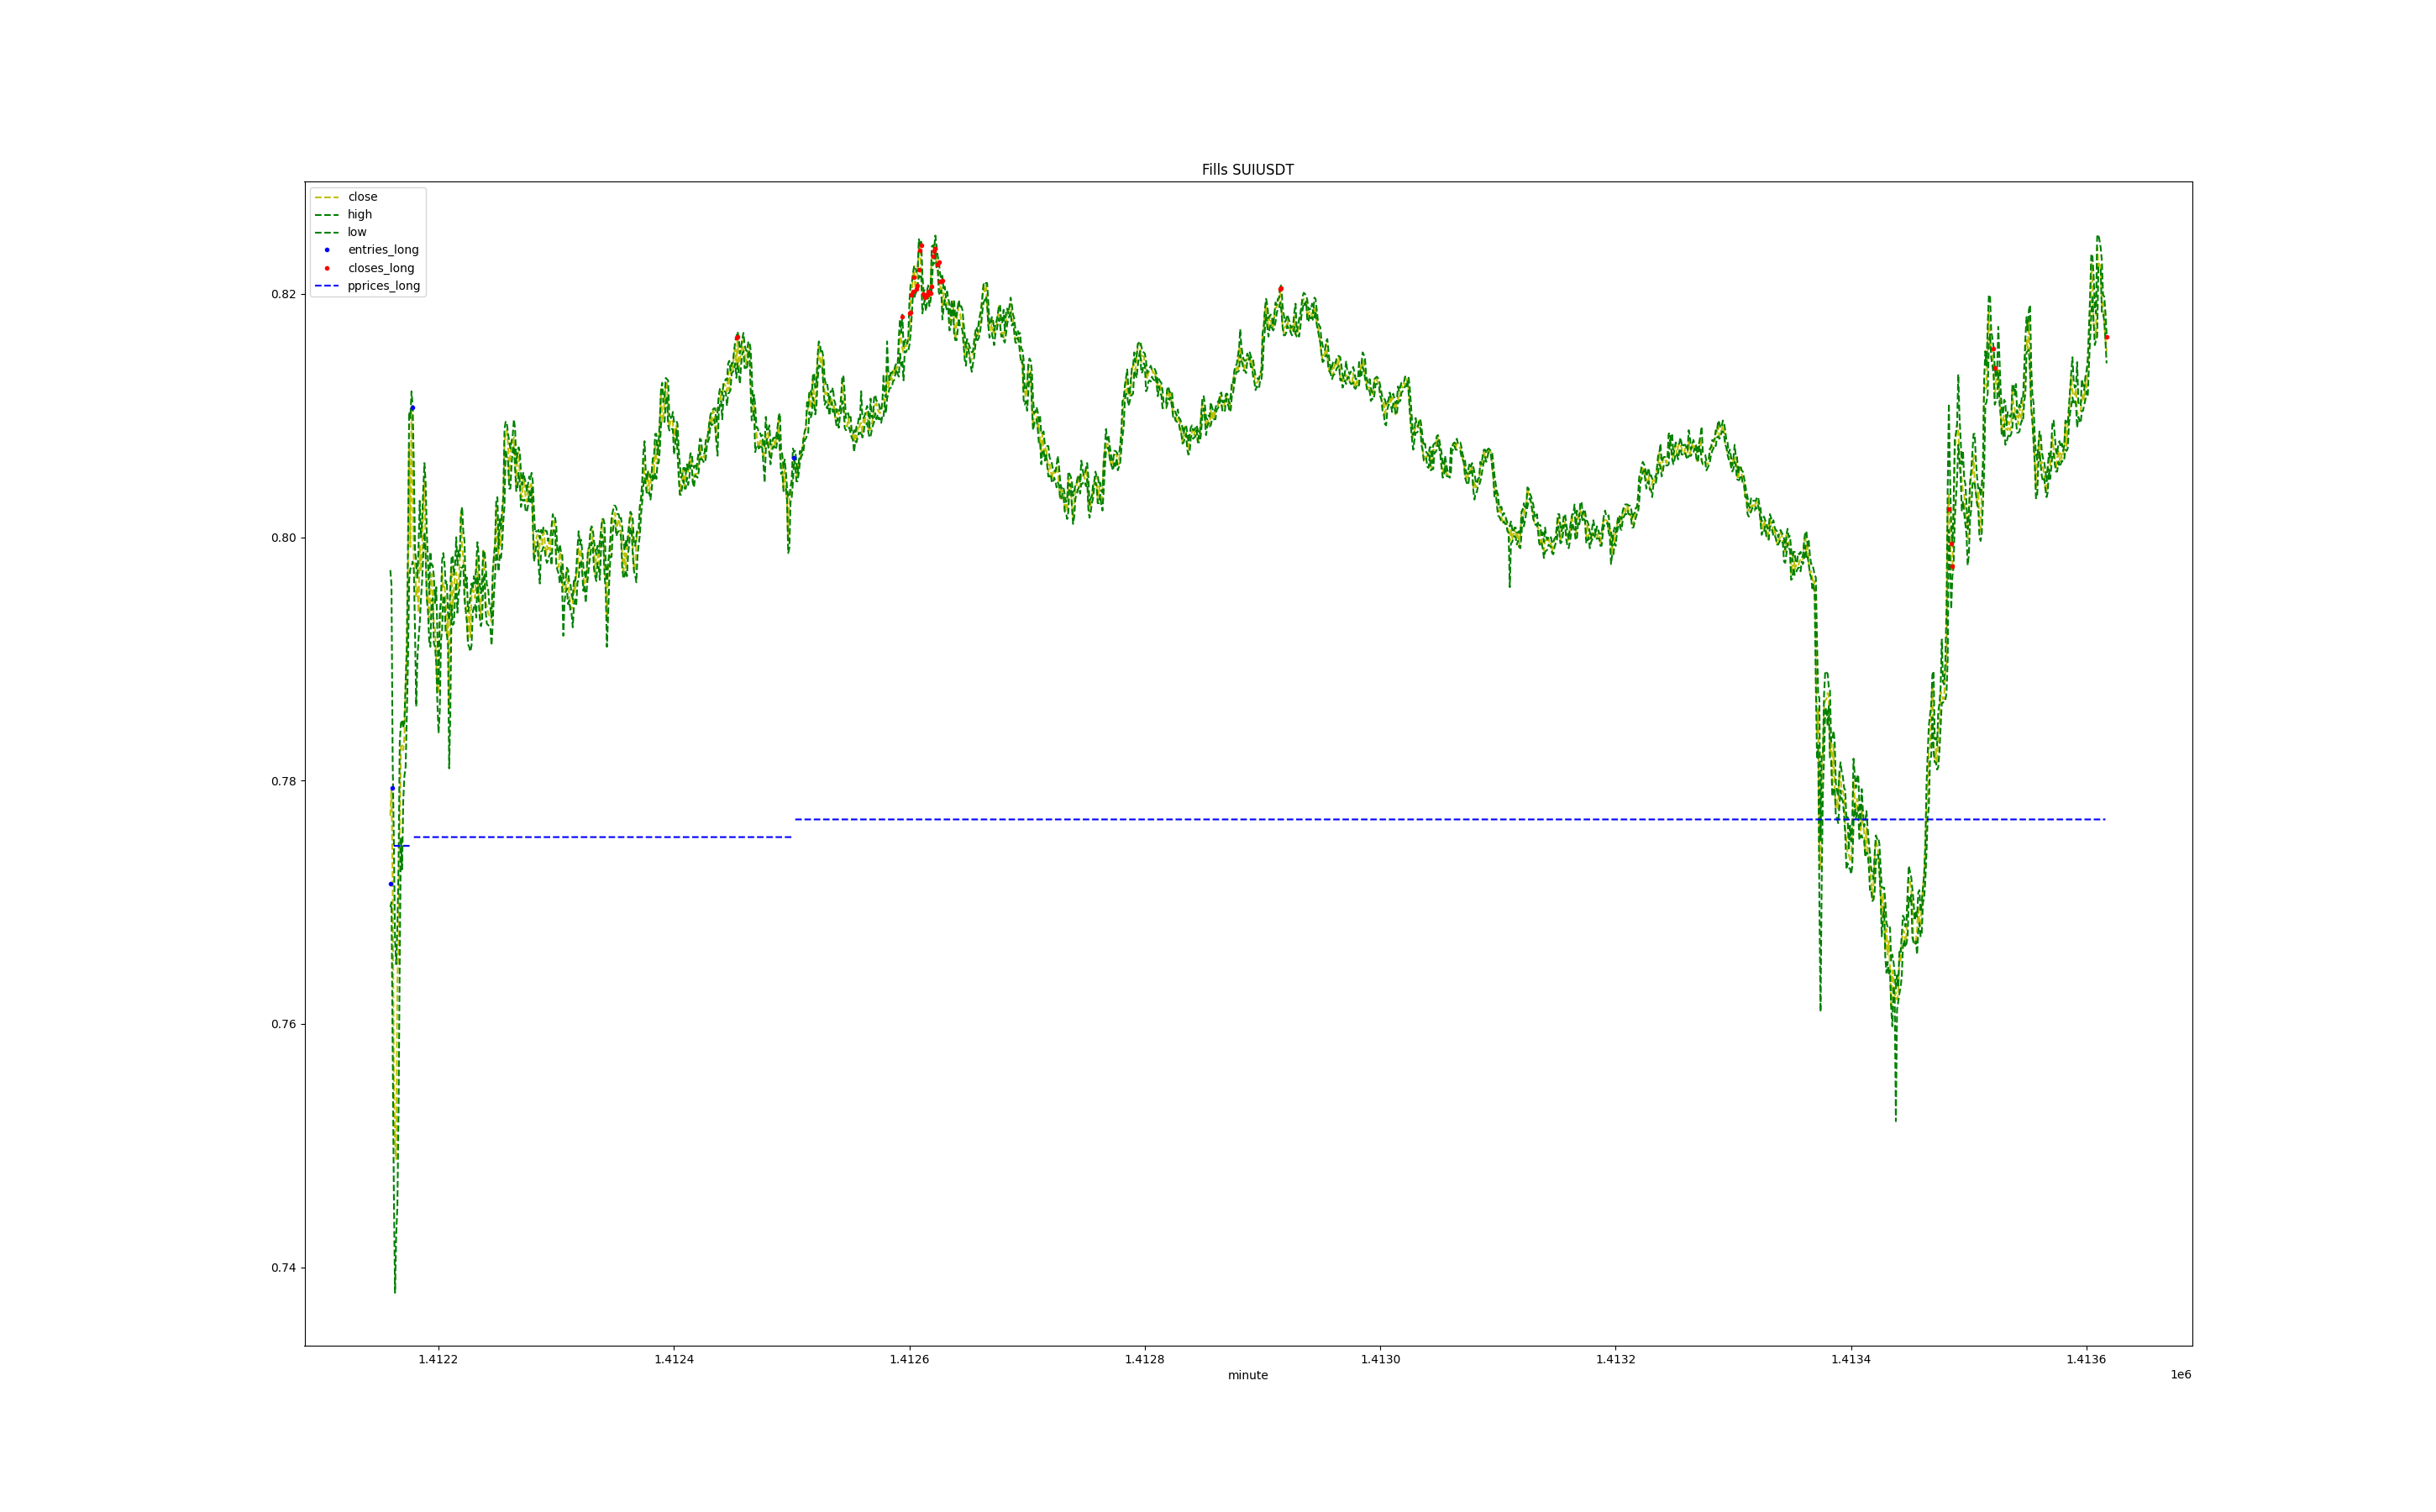 Fills SUIUSDT
close
high
low
entries_long
closes_long
pprices_long
0.82
0.80
0.78
0.76
0.74
1.4122 1.4124 1.4126 1.4128 1.4130 1.4132 1.4134 1.4136
minute
1e6